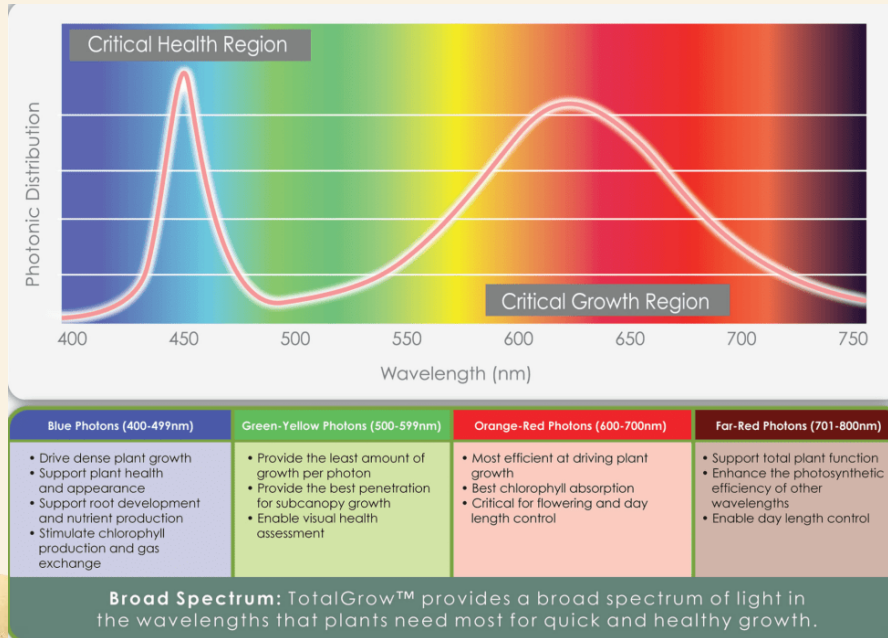 Critical Health Region
Photonic Distribution
Critical Growth Region
400 450 500 550 600 650 700 750
Wavelength (nm)
Blue Photons (400-499nm)
• Drive dense plant growth
• Support plant health
and appearance
• Support root development
and nutrient production
• Stimulate chlorophyll
production and gas
exchange
Green-Yellow Photons (500-599nm)
• Provide the least amount of
growth per photon
• Provide the best penetration
for subcanopy growth
• Enable visual health
assessment
Orange-Red Photons (600-700nm)
• Most efficient at driving plant
growth
• Best chlorophyll absorption
• Critical for flowering and day
length control
Far-Red Photons (701-800nm)
• Support total plant function
• Enhance the photosynthetic
efficiency of other
wavelengths
• Enable day length control
Broad Spectrum: TotalGrow™ provides a broad spectrum of light in
the wavelengths that plants need most for quick and healthy growth.